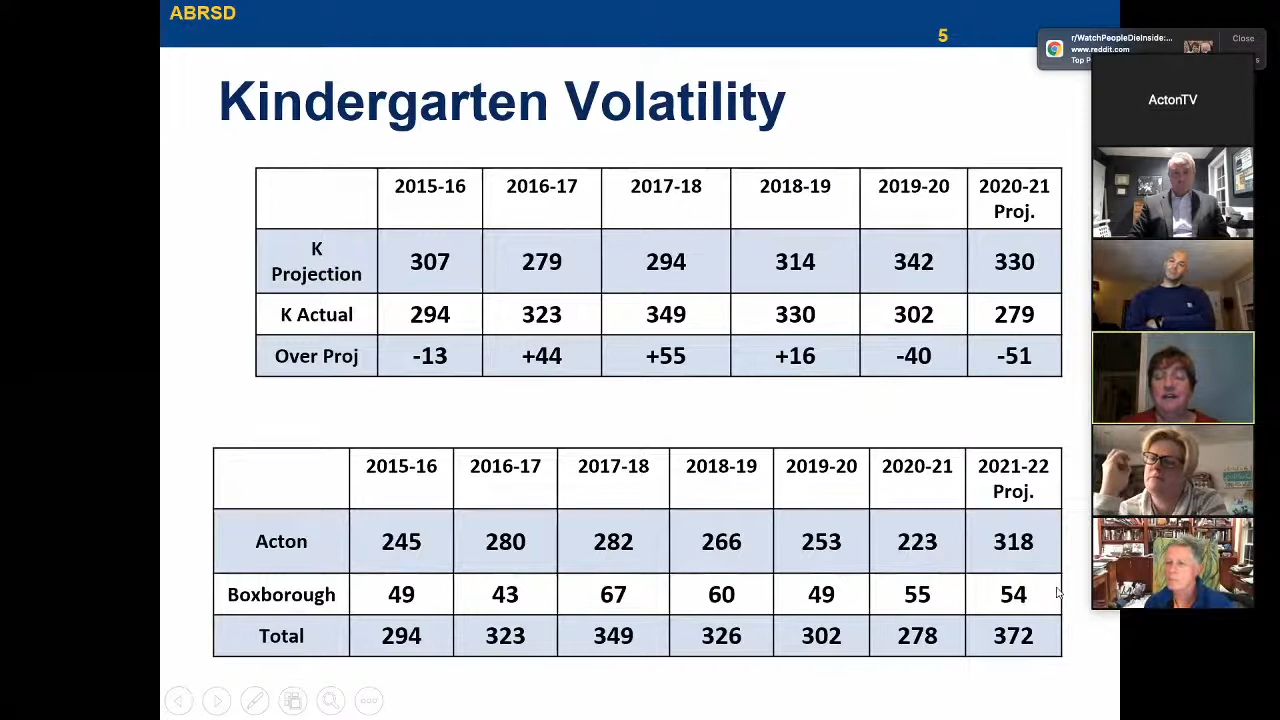 ABRSD
5
r/WatchPeopleDieInside:...
www.reddit.com
Top P
Close
s
ActonTV
Kindergarten Volatility
2015-16 2016-17 2017-18 2018-19 2019-20 2020-21 Proj.
K Projection 307 279 294 314 342 330
K Actual 294 323 349 330 302 279
Over Proj -13 +44 +55 +16 -40 -51
2015-16 2016-17 2017-18 2018-19 2019-20 2020-21 2021-22 Proj.
Acton 245 280 282 266 253 223 318
Boxborough 49 43 67 60 49 55 54
Total 294 323 349 326 302 278 372